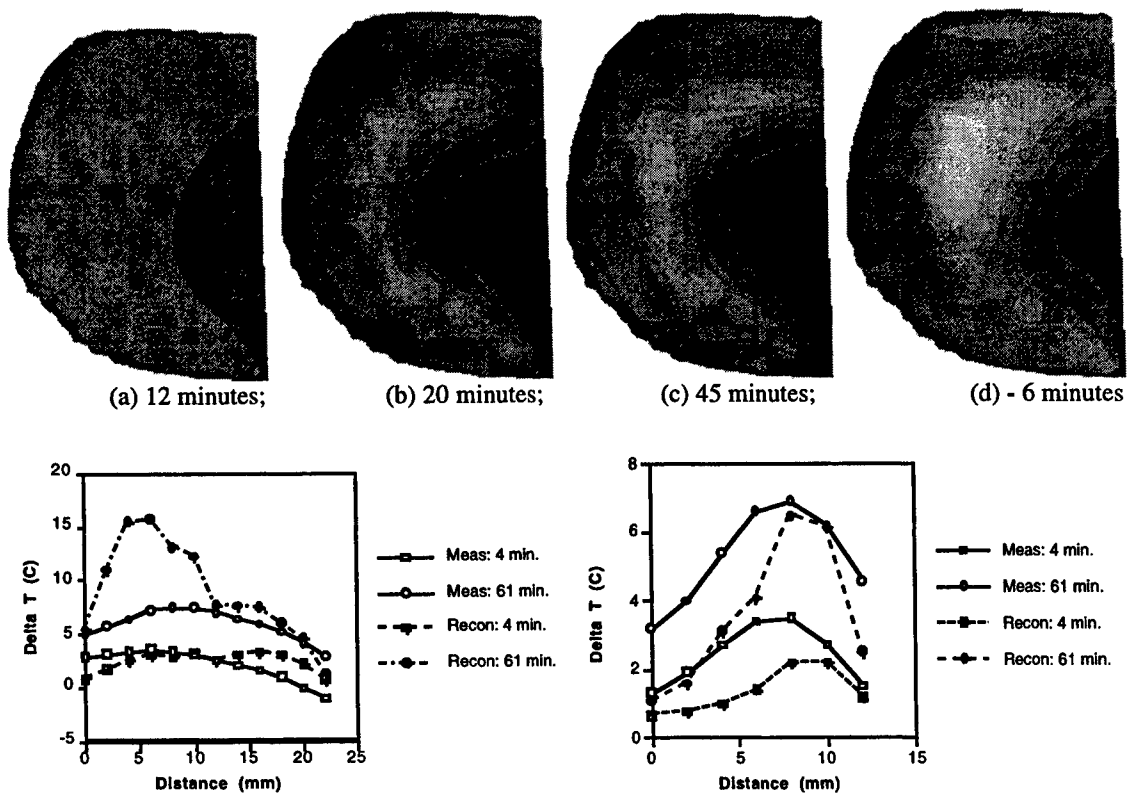 (a) 12 minutes;
(b) 20 minutes;
(c) 45 minutes;
(d) - 6 minutes
20
15
10
5
0
-5
Delta T (C)
0
5
10
15
20
25
Distance (mm)
Meas: 4 min.
Meas: 61 min.
Recon: 4 min.
Recon: 61 min.
8
6
4
2
0
Delta T (C)
0
5
10
15
Distance (mm)
Meas: 4 min.
Meas: 61 min.
Recon: 4 min.
Recon: 61 min.